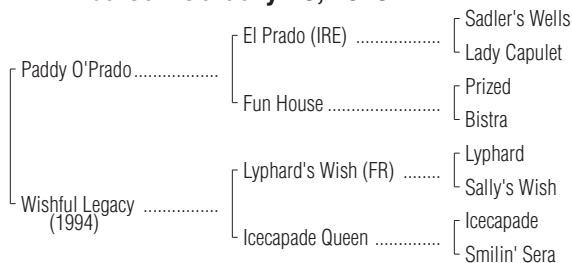 Sadler's Wells
El Prado (IRE) ..................
Lady Capulet
Paddy O'Prado..................
Prized
Fun House ........................
Bistra
Lyphard
Lyphard's Wish (FR) ........
Sally's Wish
Wishful Legacy ................
(1994)
Icecapade
Icecapade Queen .............
Smilin' Sera